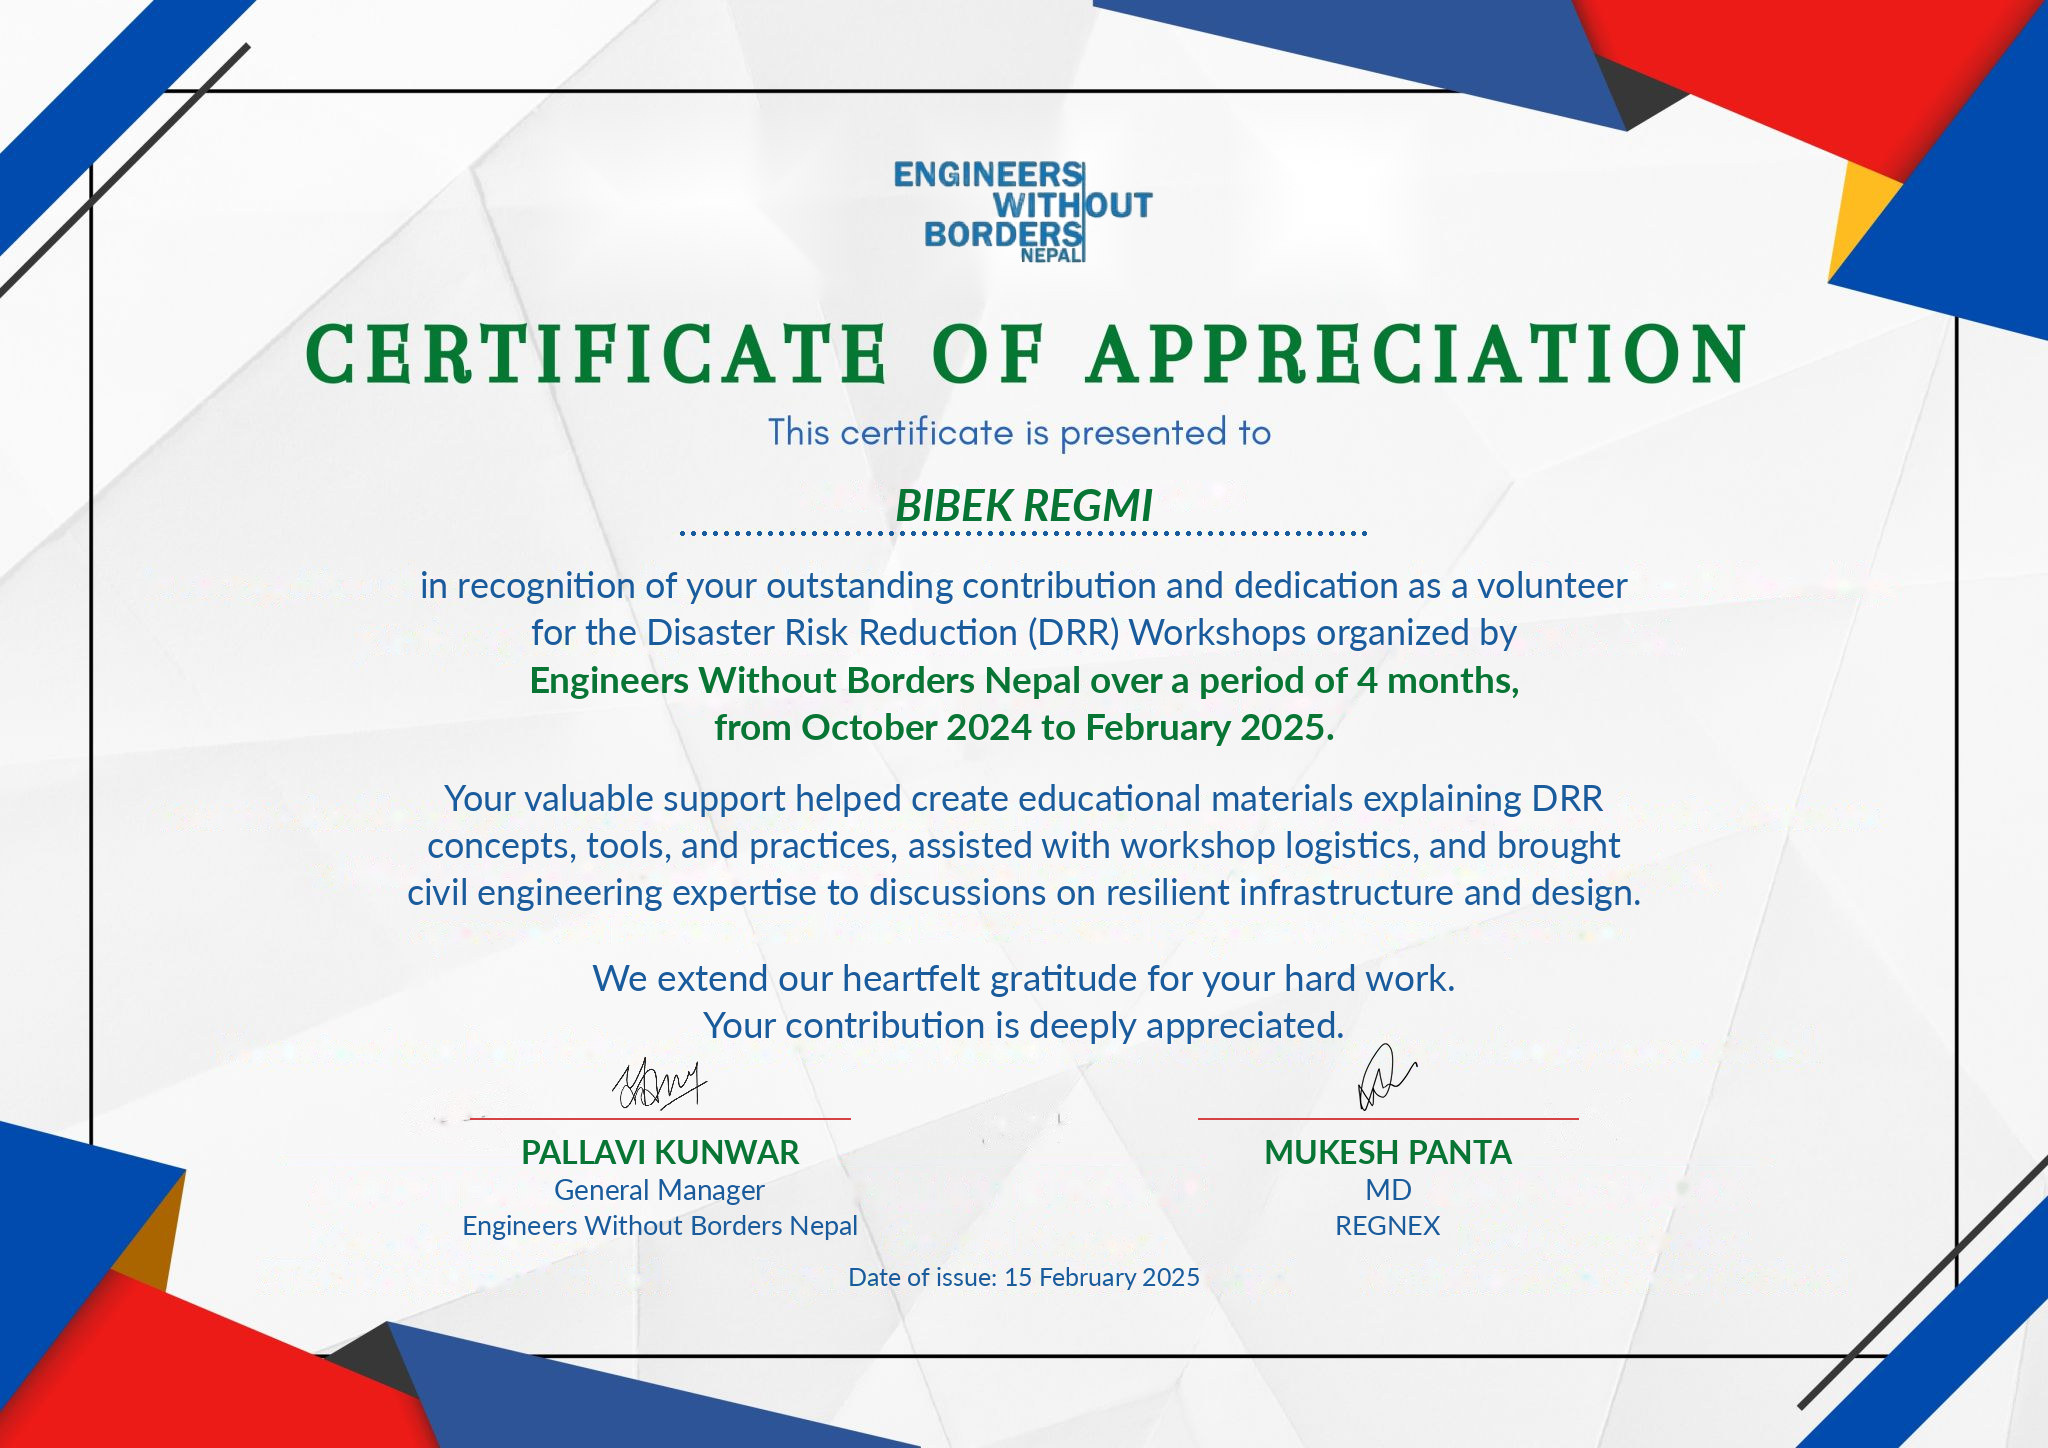 ENGINEERS
WITHOUT
BORDERS
NEPAL
CERTIFICATE OF APPRECIATION
This certificate is presented to
BIBEK REGMI
in recognition of your outstanding contribution and dedication as a volunteer
for the Disaster Risk Reduction (DRR) Workshops organized by
Engineers Without Borders Nepal over a period of 4 months,
from October 2024 to February 2025.
Your valuable support helped create educational materials explaining DRR
concepts, tools, and practices, assisted with workshop logistics, and brought
civil engineering expertise to discussions on resilient infrastructure and design.
We extend our heartfelt gratitude for your hard work.
Your contribution is deeply appreciated.
PALLAVI KUNWAR
General Manager
Engineers Without Borders Nepal
MUKESH PANTA
MD
REGNEX
Date of issue: 15 February 2025